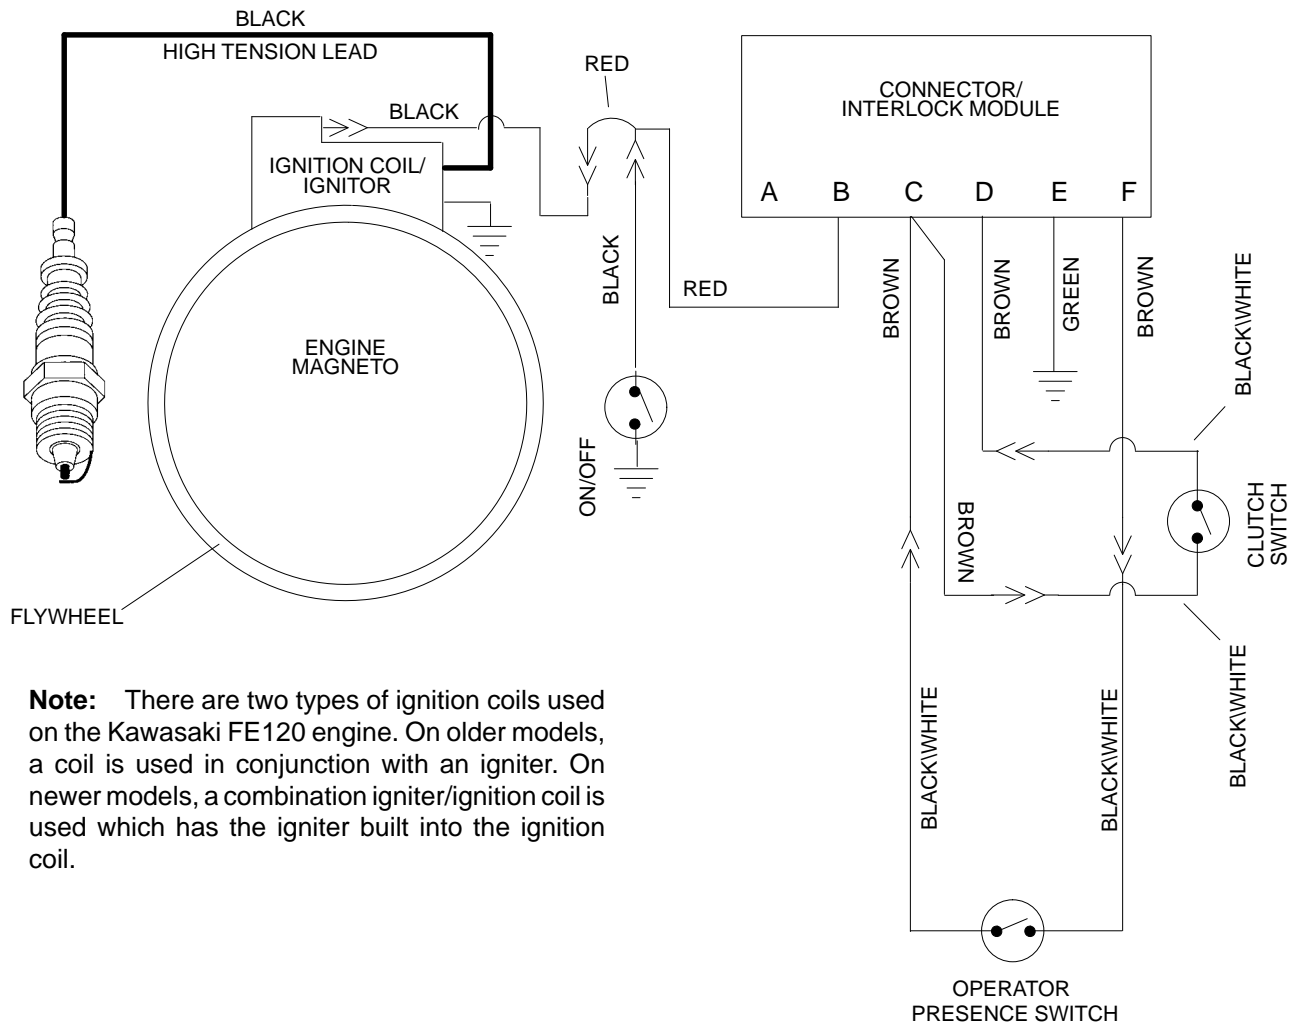 BLACK
HIGH TENSION LEAD
RED
BLACK
CONNECTOR/
INTERLOCK MODULE
IGNITION COIL/
IGNITOR
A B C D E F
BLACK
RED
BROWN
BROWN
GREEN
BROWN
BLACK\WHITE
ENGINE
MAGNETO
ON/OFF
BROWN
CLUTCH
SWITCH
FLYWHEEL
BLACK\WHITE
BLACK\WHITE
BLACK\WHITE
Note: There are two types of ignition coils used
on the Kawasaki FE120 engine. On older models,
a coil is used in conjunction with an igniter. On
newer models, a combination igniter/ignition coil is
used which has the igniter built into the ignition
coil.
OPERATOR
PRESENCE SWITCH